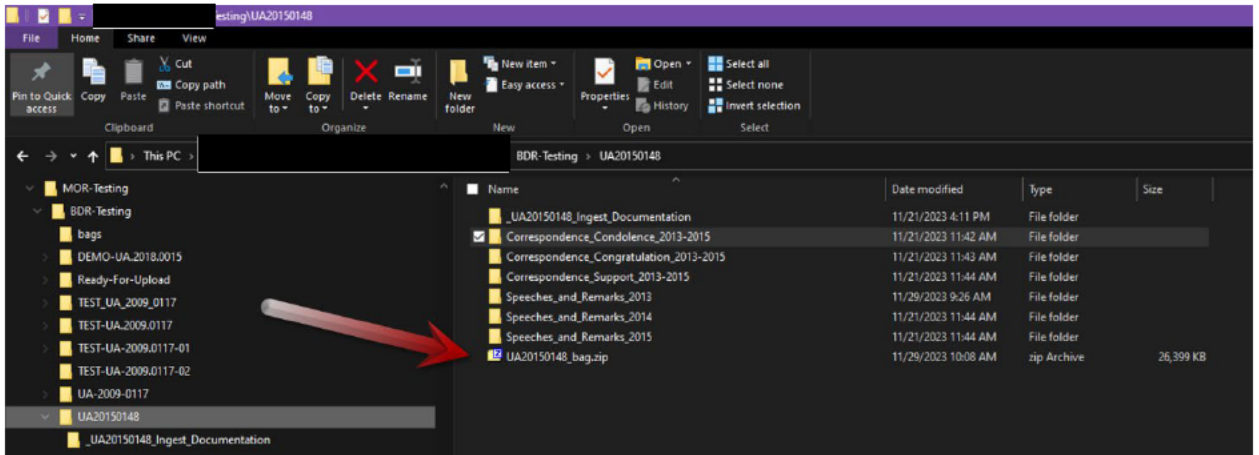 esting\UA20150148
File Home Share View
Pin to Quick access
Copy
Paste
Cut
Copy path
Paste shortcut
Move to
Copy to
Delete
Rename
New folder
New item
Easy access
Properties
Open
Edit
History
Select all
Select none
Invert selection
Clipboard Organize New Open Select
This PC > BDR-Testing > UA20150148
MOR-Testing
BDR-Testing
bags
DEMO-UA.2018.0015
Ready-For-Upload
TEST_UA_2009_0117
TEST-UA.2009.0117
TEST-UA-2009.0117-01
TEST-UA-2009.0117-02
UA-2009-0117
UA20150148
_UA20150148_Ingest_Documentation
Name Date modified Type Size
_UA20150148_Ingest_Documentation 11/21/2023 4:11 PM File folder
Correspondence_Condolence_2013-2015 11/21/2023 11:42 AM File folder
Correspondence_Congratulation_2013-2015 11/21/2023 11:43 AM File folder
Correspondence_Support_2013-2015 11/21/2023 11:44 AM File folder
Speeches_and_Remarks_2013 11/29/2023 9:26 AM File folder
Speeches_and_Remarks_2014 11/21/2023 11:44 AM File folder
Speeches_and_Remarks_2015 11/21/2023 11:44 AM File folder
UA20150148_bag.zip 11/29/2023 10:08 AM zip Archive 26,399 KB